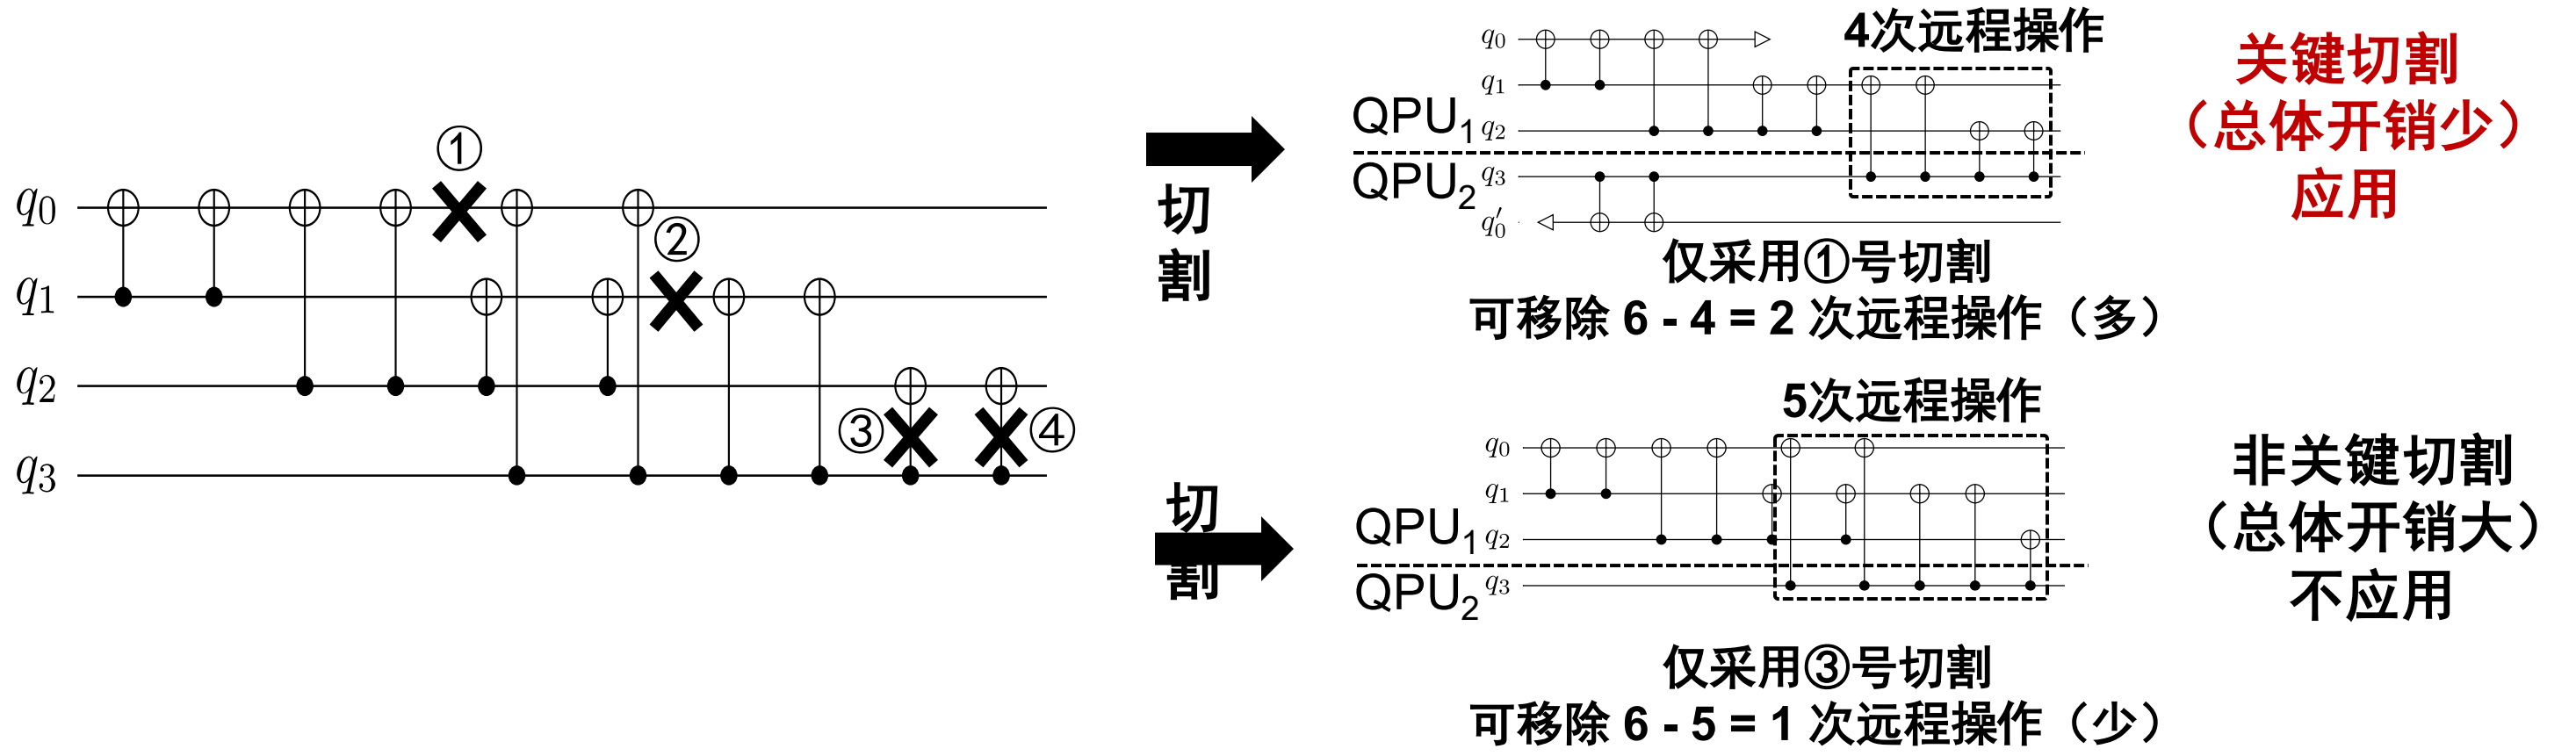 ①
②
③
④
q0
q1
q2
q3
切
割
切
割
4次远程操作
q0
q1
q2
q3
q′0
QPU1
QPU2
仅采用①号切割
可移除 6 - 4 = 2 次远程操作（多）
关键切割
（总体开销少）
应用
5次远程操作
q0
q1
q2
q3
QPU1
QPU2
仅采用③号切割
可移除 6 - 5 = 1 次远程操作（少）
非关键切割
（总体开销大）
不应用